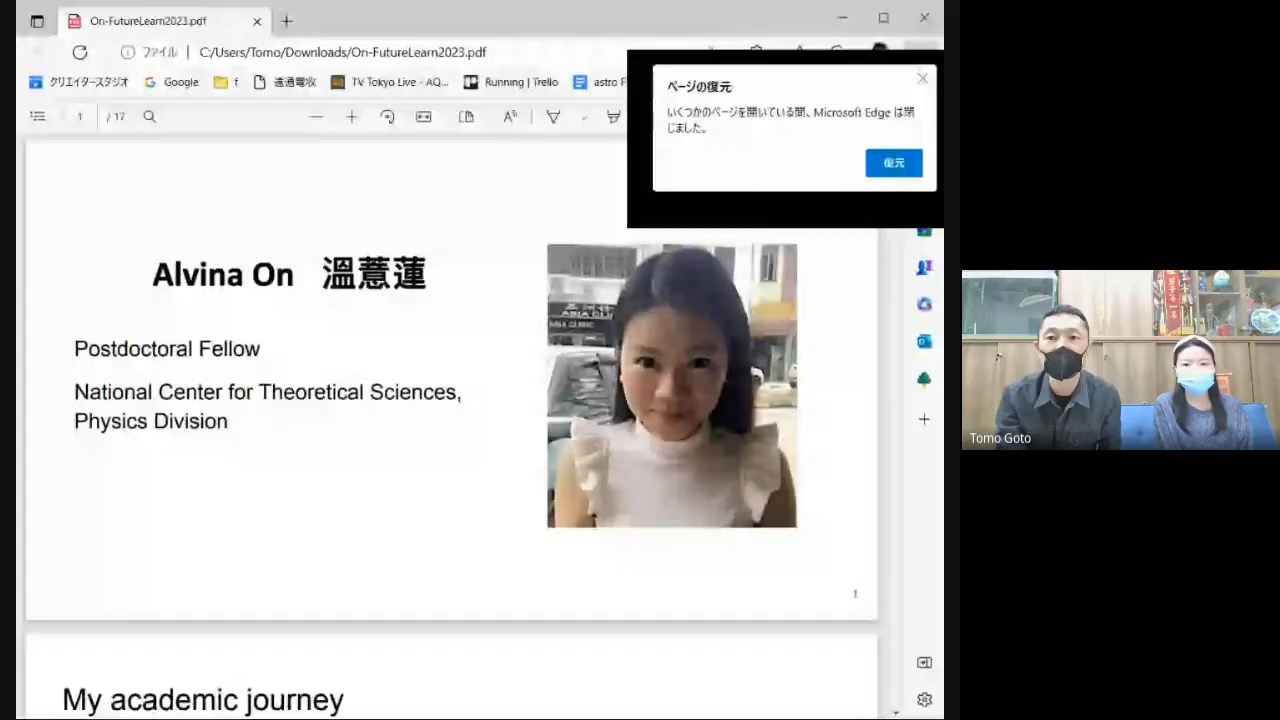 On-FutureLearn2023.pdf
ファイル
C:/Users/Tomo/Downloads/On-FutureLearn2023.pdf
クリエイタースタジオ
Google
f
遠通電収
TV Tokyo Live - AQ...
Running | Trello
astro F
1
/ 17
ページの復元
いくつかのページを開いている間、Microsoft Edge は閉
じました。
復元
Alvina On 溫薏蓮
Postdoctoral Fellow
National Center for Theoretical Sciences,
Physics Division
ASIA CLINIC
1
My academic journey
Tomo Goto